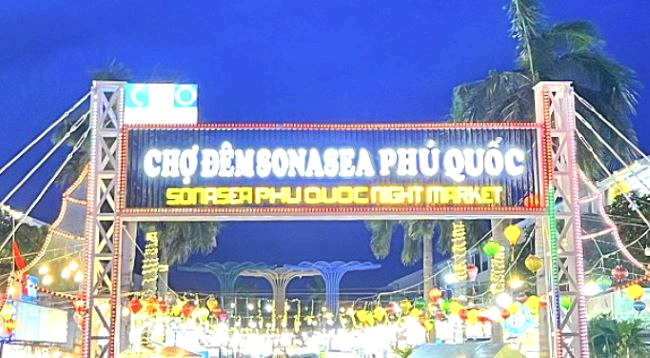 CHỢ ĐÊM SONASEA PHÚ QUỐC
SONASEA PHU QUOC NIGHT MARKET